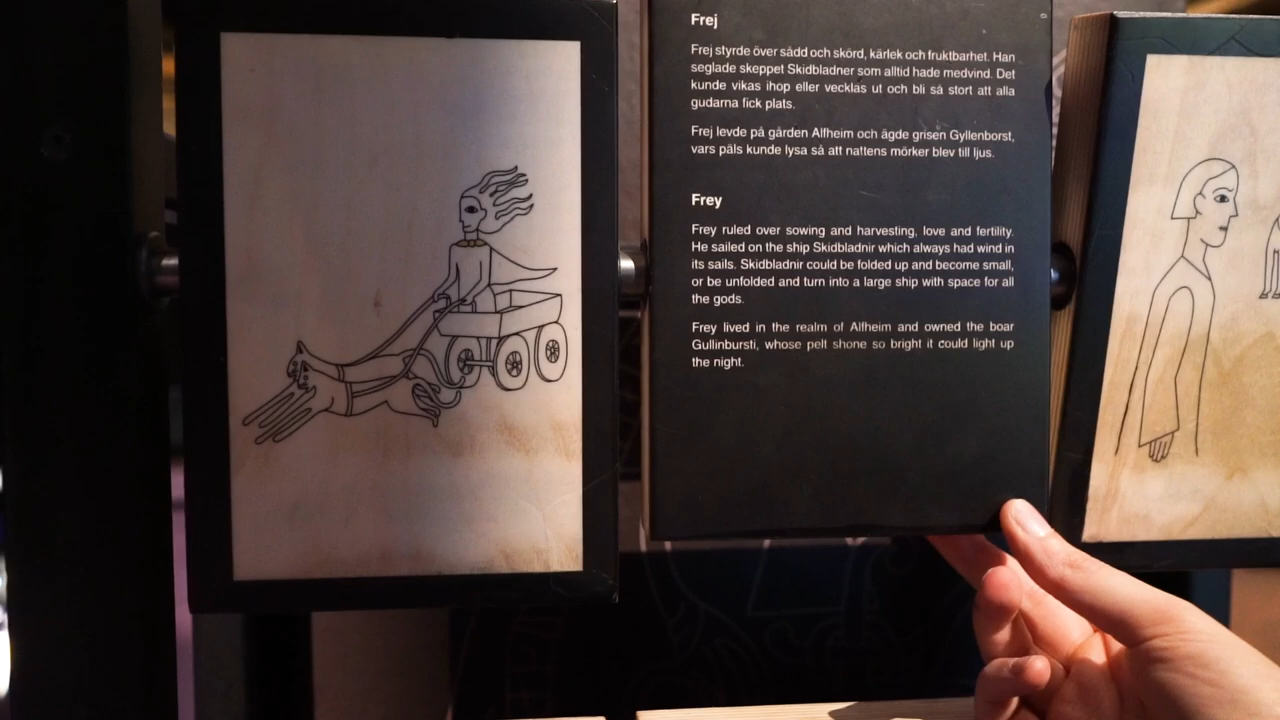 Frej
Frej styrde över sådd och skörd, kärlek och fruktbarhet. Han
seglade skeppet Skidbladner som alltid hade medvind. Det
kunde vikas ihop eller vecklas ut och bli så stort att alla
gudarna fick plats.
Frej levde på gården Alfheim och ägde grisen Gyllenborst,
vars päls kunde lysa så att nattens mörker blev till ljus.
Frey
Frey ruled over sowing and harvesting, love and fertility.
He sailed on the ship Skidbladnir which always had wind in
its sails. Skidbladnir could be folded up and become small,
or be unfolded and turn into a large ship with space for all
the gods.
Frey lived in the realm of Alfheim and owned the boar
Gullinbursti, whose pelt shone so bright it could light up
the night.